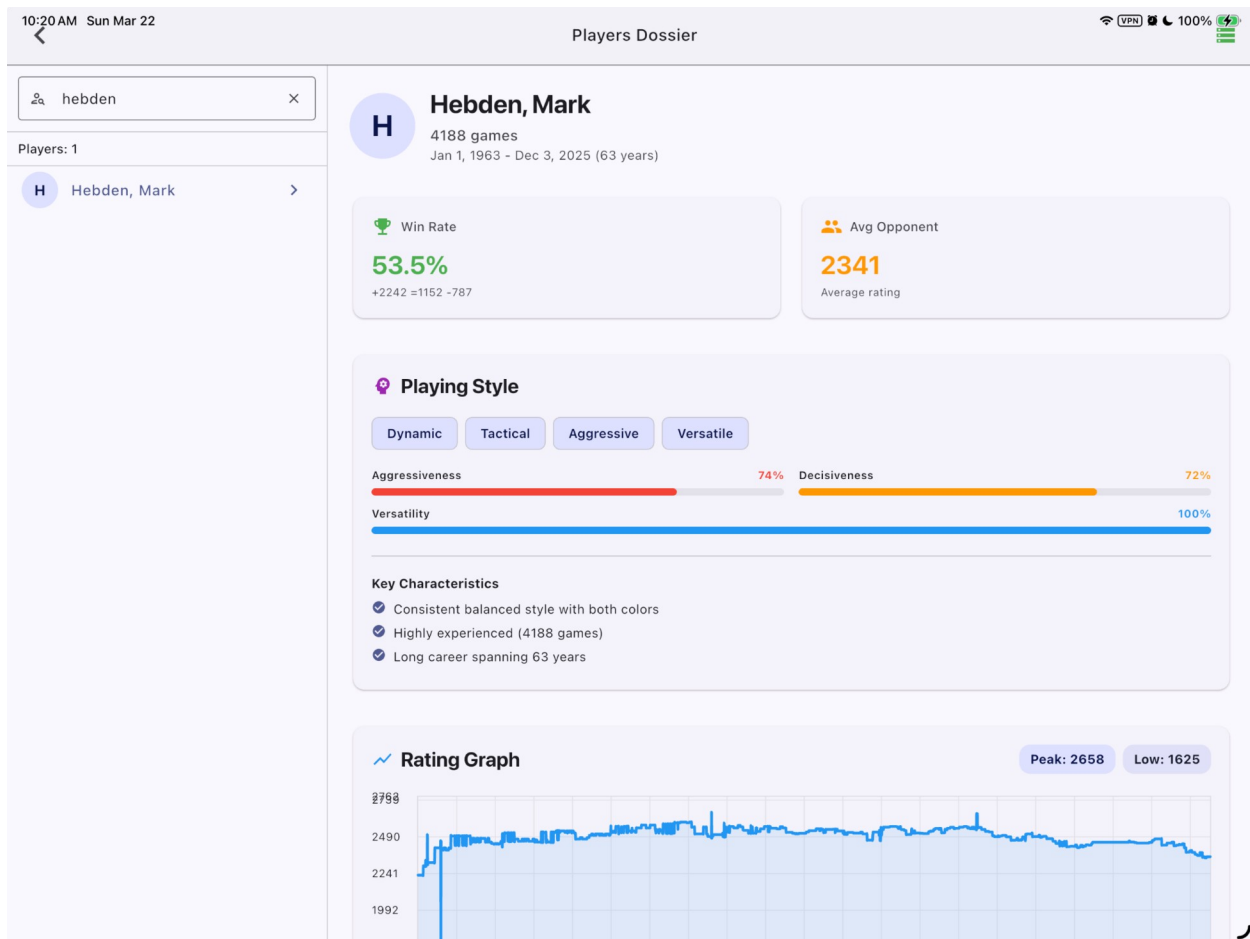 10:20 AM Sun Mar 22
VPN
100%
Players Dossier
hebden
Players: 1
H
Hebden, Mark
H
Hebden, Mark
4188 games
Jan 1, 1963 - Dec 3, 2025 (63 years)
Win Rate
53.5%
+2242 =1152 -787
Avg Opponent
2341
Average rating
Playing Style
Dynamic
Tactical
Aggressive
Versatile
Aggressiveness
74%
Decisiveness
72%
Versatility
100%
Key Characteristics
Consistent balanced style with both colors
Highly experienced (4188 games)
Long career spanning 63 years
Rating Graph
Peak: 2658
Low: 1625
2490
2241
1992